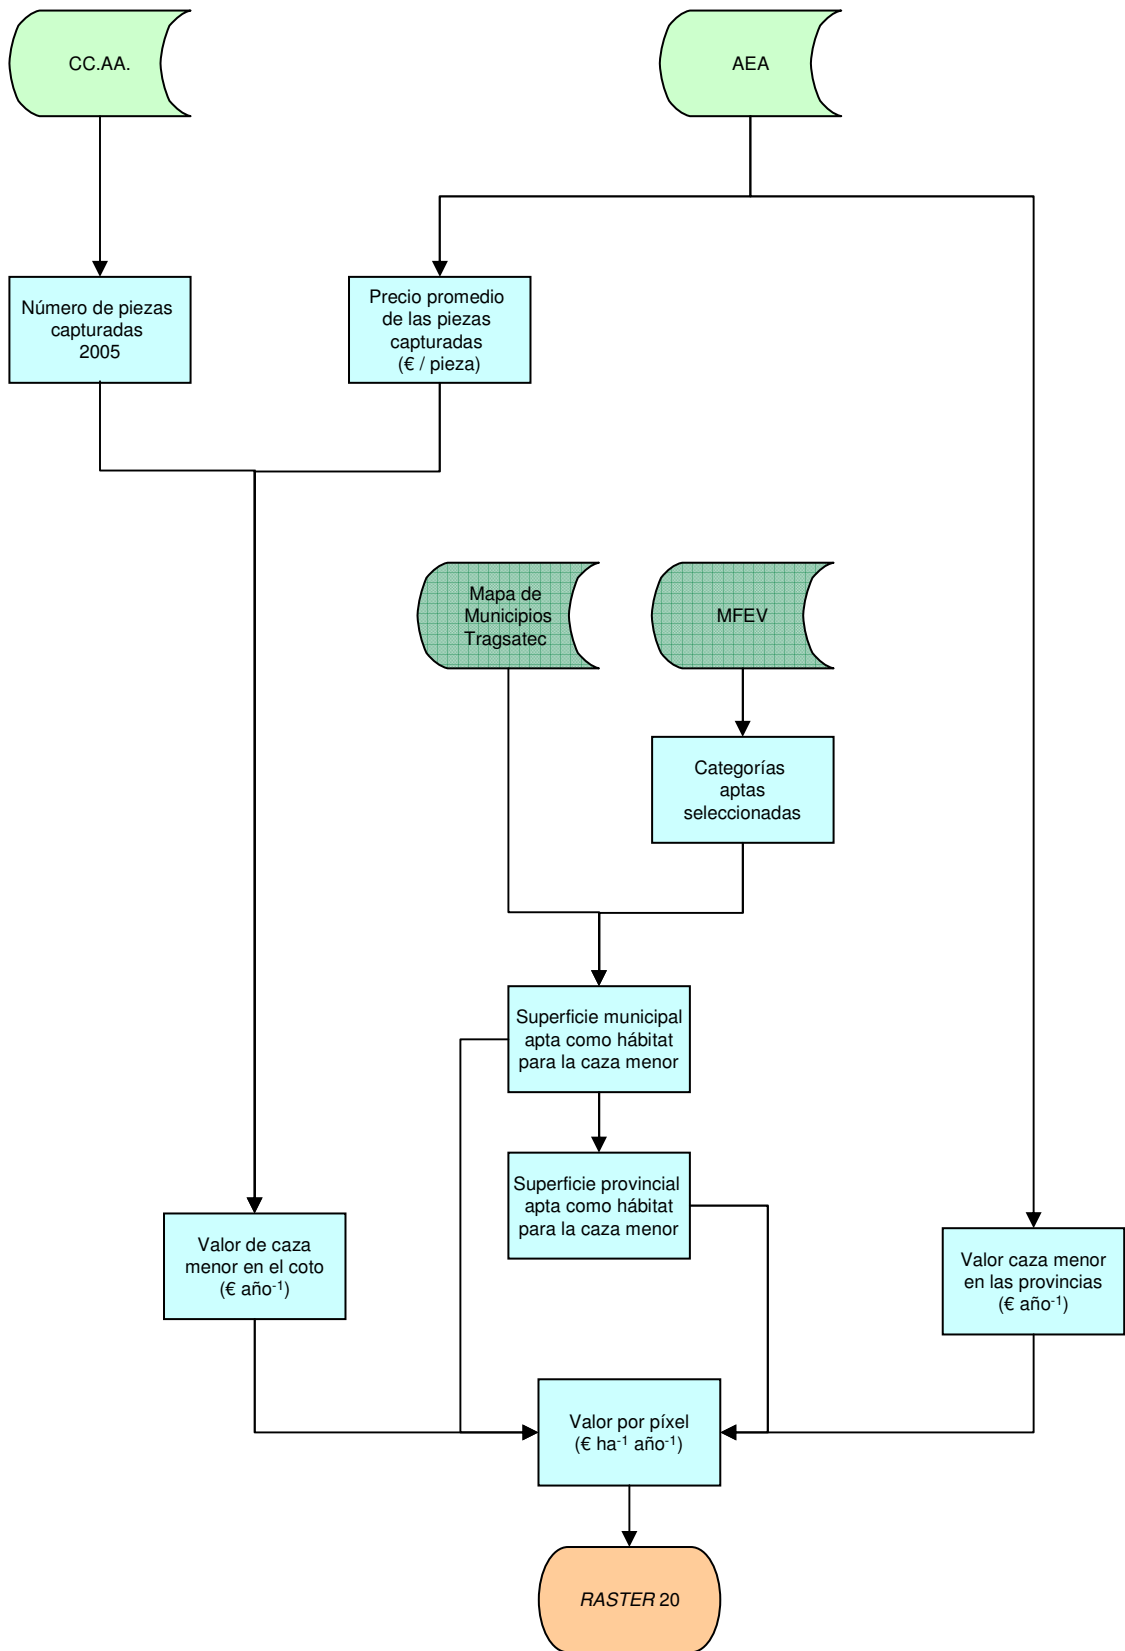 CC.AA.
AEA
Número de piezas
capturadas
2005
Precio promedio
de las piezas
capturadas
(€ / pieza)
Mapa de
Municipios
Tragsatec
MFEV
Categorías
aptas
seleccionadas
Superficie municipal
apta como hábitat
para la caza menor
Superficie provincial
apta como hábitat
para la caza menor
Valor de caza
menor en el coto
(€ año⁻¹)
Valor caza menor
en las provincias
(€ año⁻¹)
Valor por píxel
(€ ha⁻¹ año⁻¹)
RASTER 20